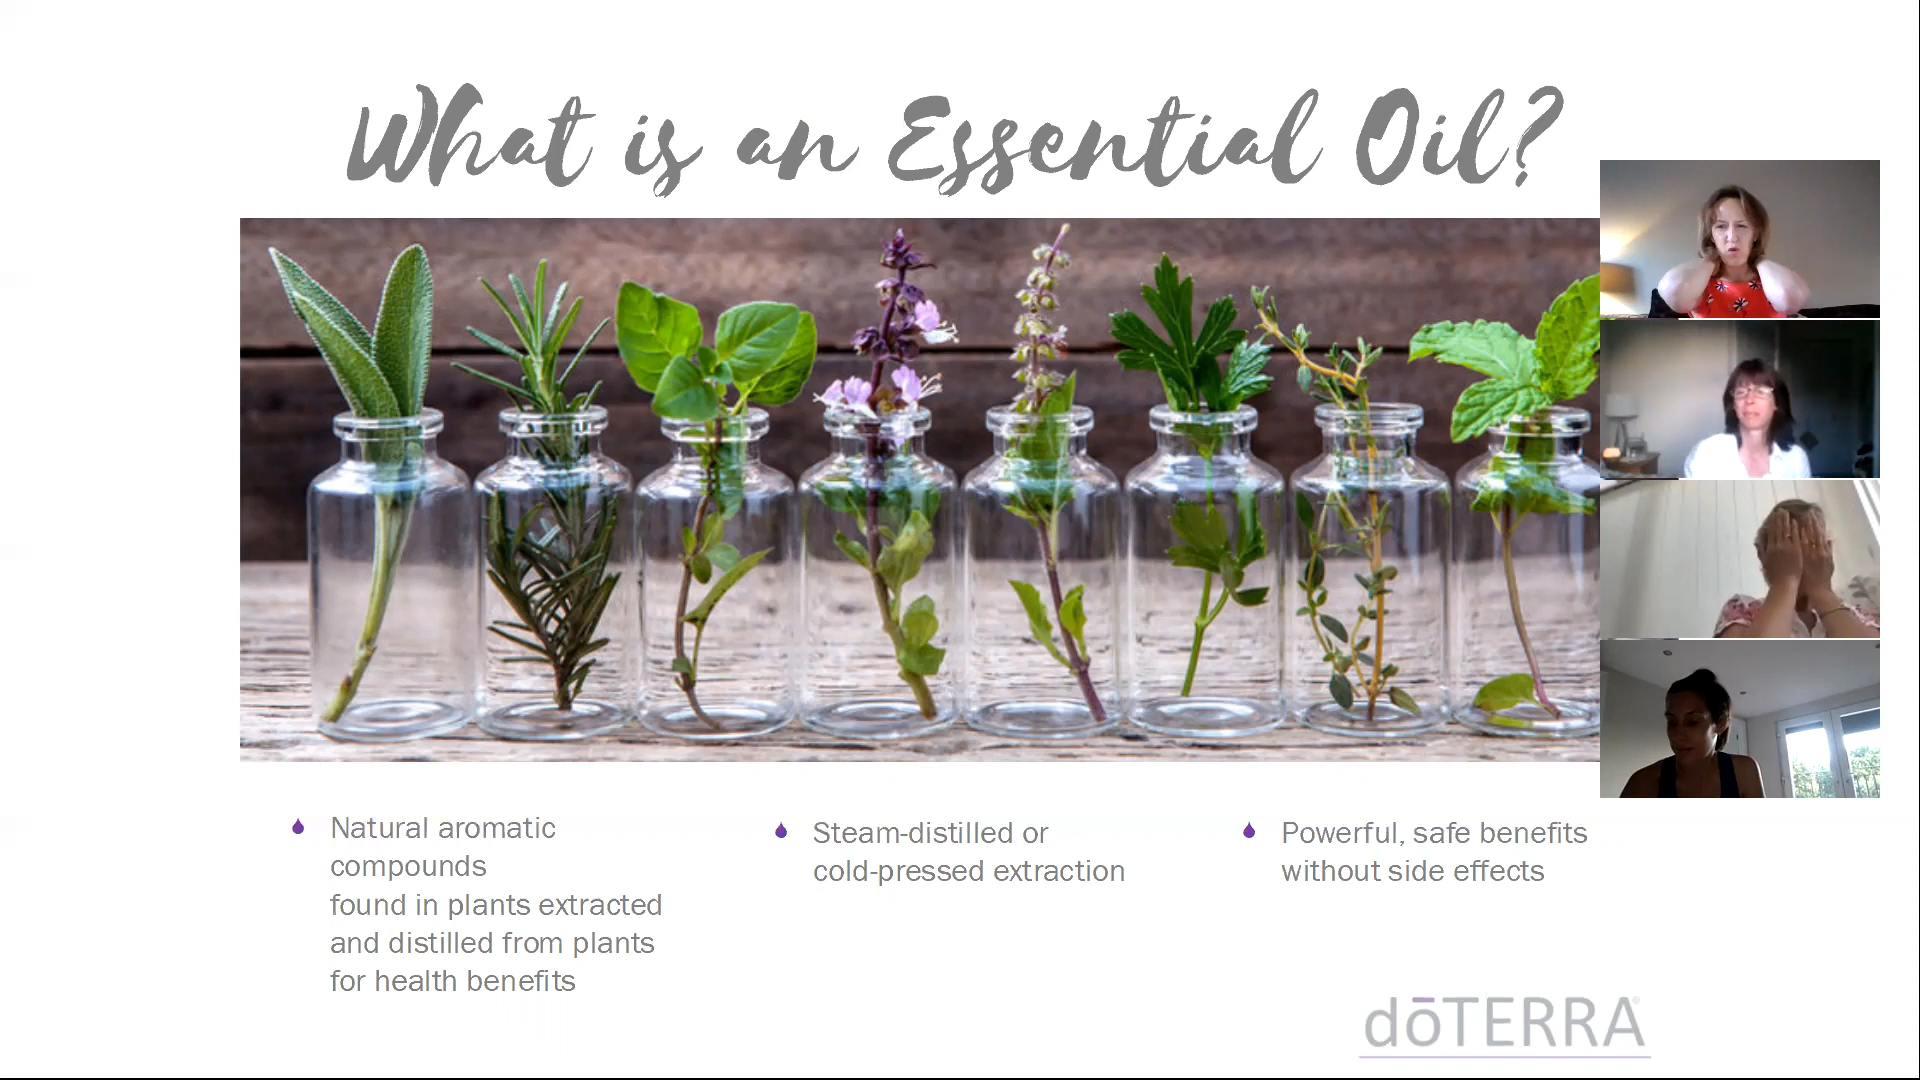 What is an Essential Oil?
Natural aromatic
compounds
found in plants extracted
and distilled from plants
for health benefits
Steam-distilled or
cold-pressed extraction
Powerful, safe benefits
without side effects
dōTERRA®